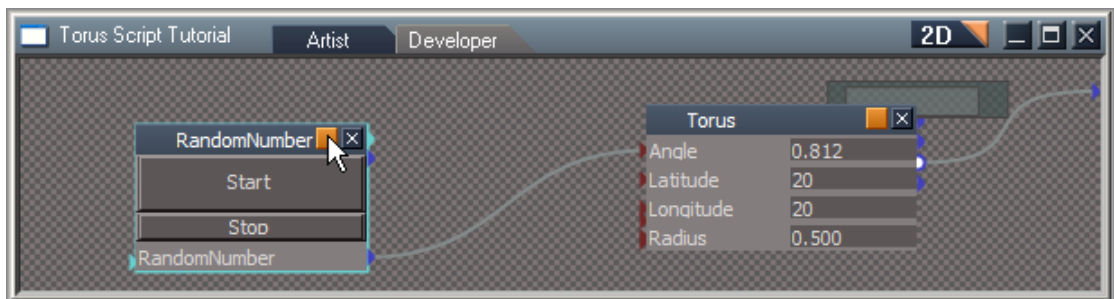 Torus Script Tutorial Artist Developer 2D
RandomNumber
Start
Stop
RandomNumber
Torus
Angle 0.812
Latitude 20
Longitude 20
Radius 0.500